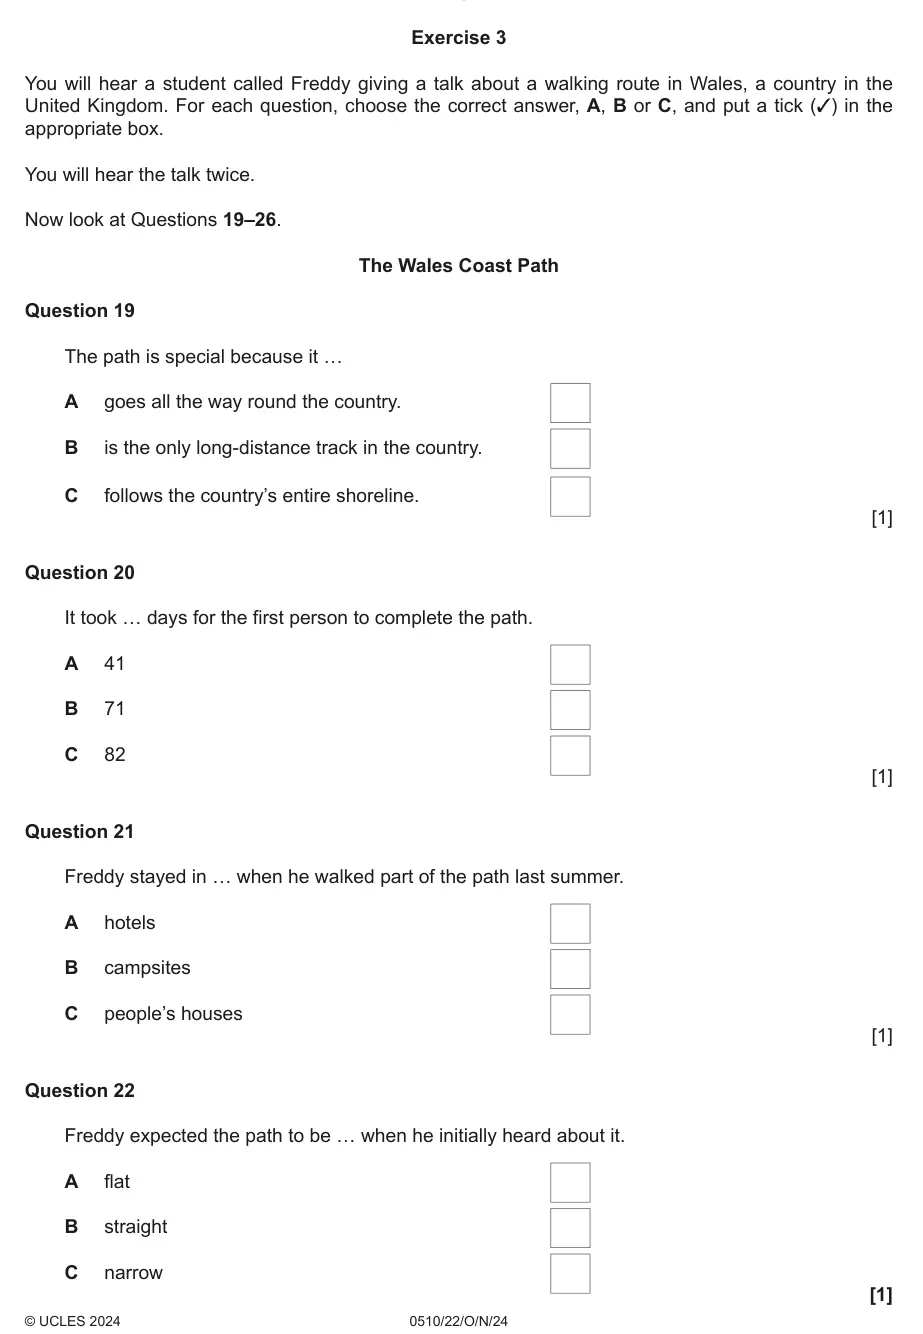 Exercise 3
You will hear a student called Freddy giving a talk about a walking route in Wales, a country in the
United Kingdom. For each question, choose the correct answer, A, B or C, and put a tick (✓) in the
appropriate box.
You will hear the talk twice.
Now look at Questions 19–26.
The Wales Coast Path
Question 19
The path is special because it …
A goes all the way round the country.
B is the only long-distance track in the country.
C follows the country’s entire shoreline.
[1]
Question 20
It took … days for the first person to complete the path.
A 41
B 71
C 82
[1]
Question 21
Freddy stayed in … when he walked part of the path last summer.
A hotels
B campsites
C people’s houses
[1]
Question 22
Freddy expected the path to be … when he initially heard about it.
A flat
B straight
C narrow
[1]
© UCLES 2024 0510/22/O/N/24